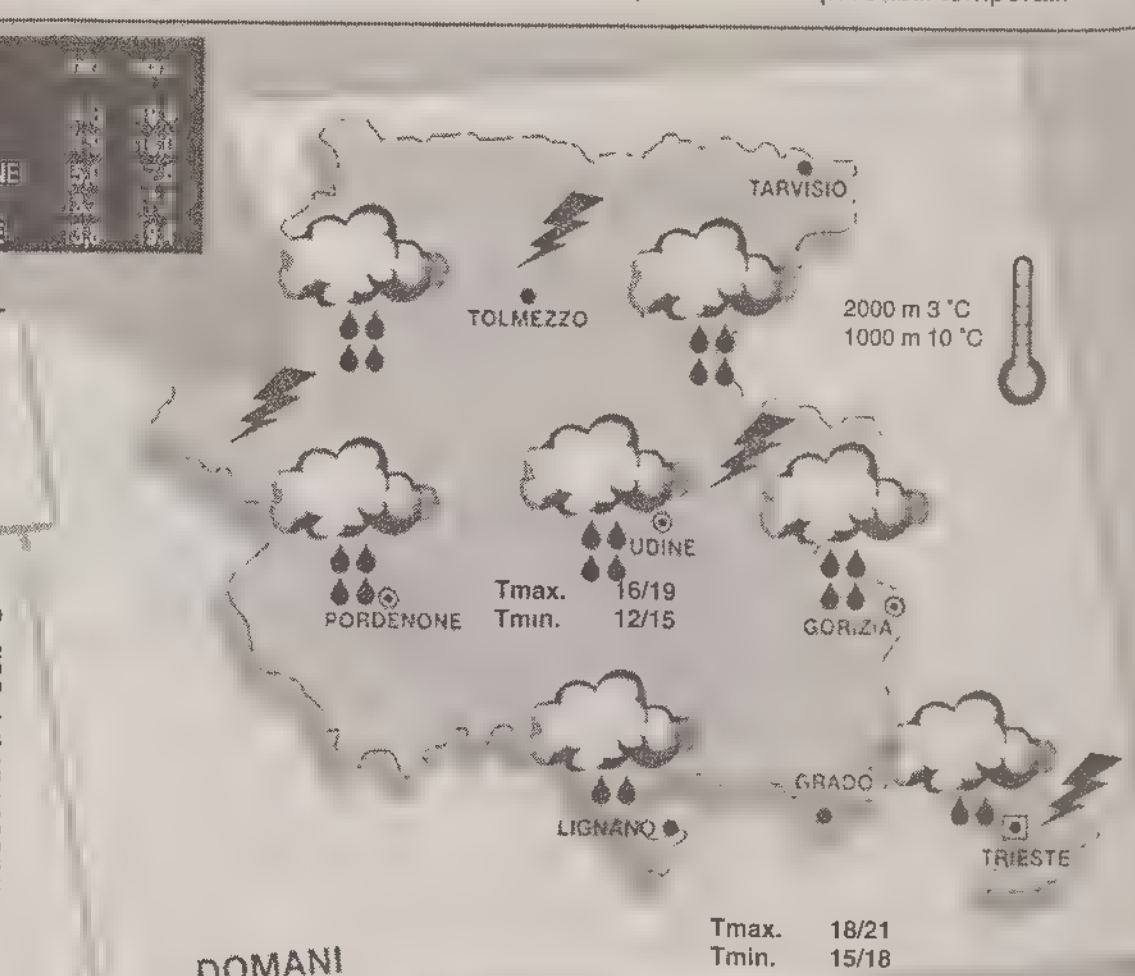 TARVISIO
TOLMEZZO
2000 m 3 °C
1000 m 10 °C
UDINE
Tmax. 16/19
Tmin. 12/15
PORDENONE
GORIZIA
GRADO
LIGNANO
TRIESTE
Tmax. 18/21
Tmin. 15/18
DOMANI